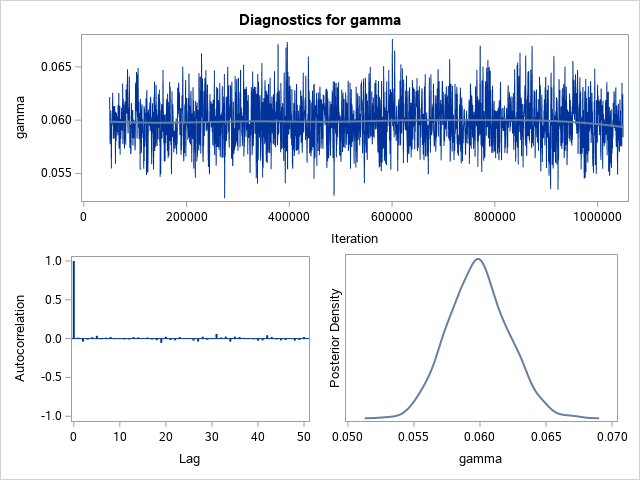 Diagnostics for gamma
gamma
0.065
0.060
0.055
0 200000 400000 600000 800000 1000000
Iteration
Autocorrelation
1.0
0.5
0.0
-0.5
-1.0
0 10 20 30 40 50
Lag
Posterior Density
0.050 0.055 0.060 0.065 0.070
gamma